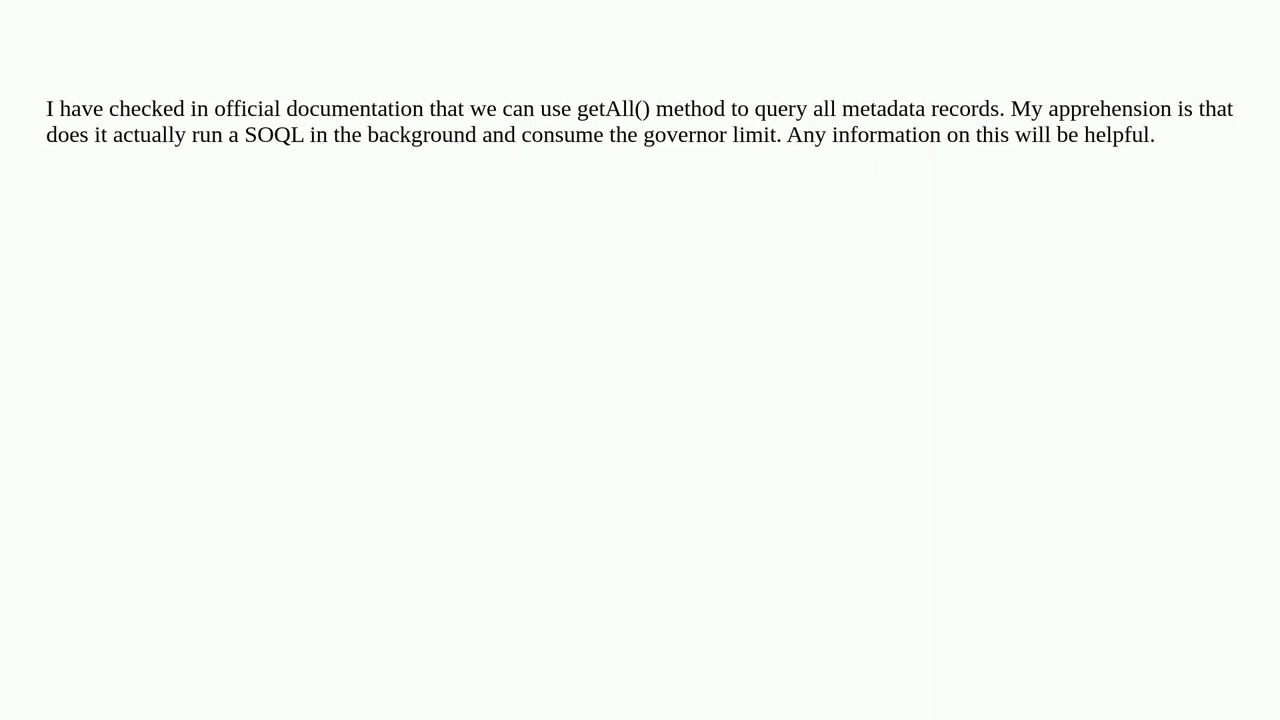 I have checked in official documentation that we can use getAll() method to query all metadata records. My apprehension is that
does it actually run a SOQL in the background and consume the governor limit. Any information on this will be helpful.